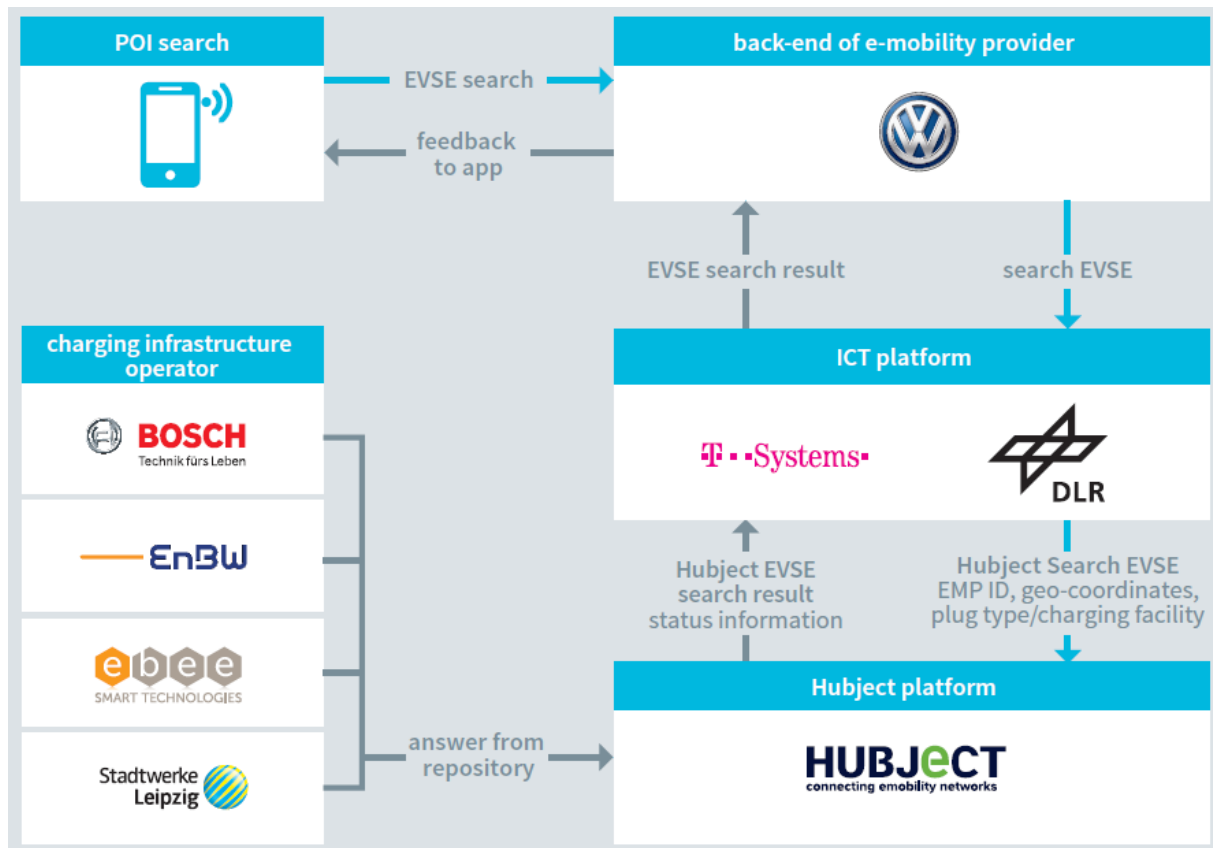 POI search
back-end of e-mobility provider
EVSE search
feedback
to app
EVSE search result
search EVSE
charging infrastructure
operator
BOSCH
Technik fürs Leben
EnBW
ebee
SMART TECHNOLOGIES
Stadtwerke
Leipzig
ICT platform
T··Systems·
DLR
Hubject EVSE
search result
status information
Hubject Search EVSE
EMP ID, geo-coordinates,
plug type/charging facility
answer from
repository
Hubject platform
HUBJeCT
connecting emobility networks